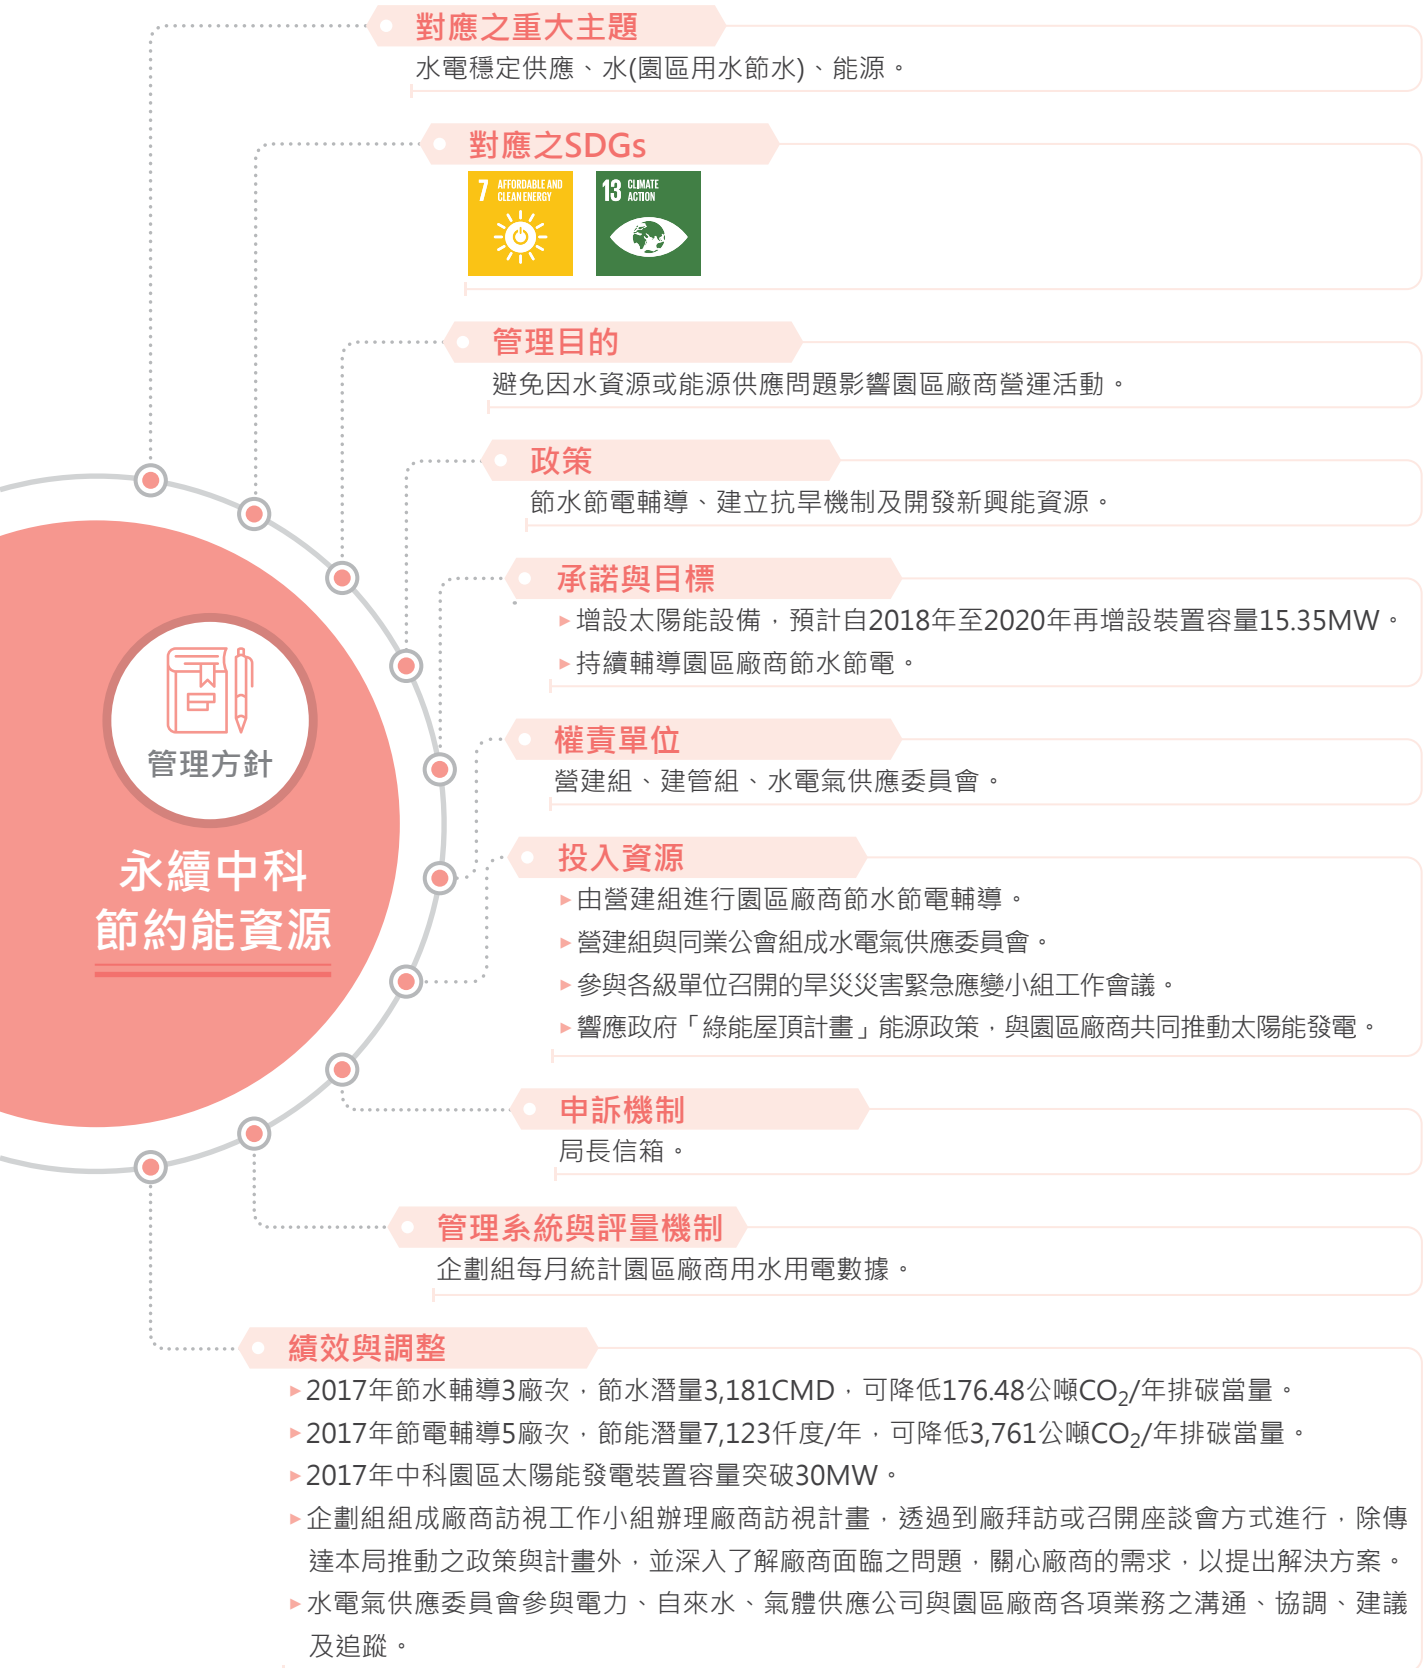 對應之重大主題
水電穩定供應、水(園區用水節水)、能源。
對應之SDGs
7 AFFORDABLE AND
CLEAN ENERGY
13 CLIMATE
ACTION
管理目的
避免因水資源或能源供應問題影響園區廠商營運活動。
政策
節水節電輔導、建立抗旱機制及開發新興能資源。
承諾與目標
▸增設太陽能設備，預計自2018年至2020年再增設裝置容量15.35MW。
▸持續輔導園區廠商節水節電。
管理方針
永續中科
節約能資源
權責單位
營建組、建管組、水電氣供應委員會。
投入資源
▸由營建組進行園區廠商節水節電輔導。
▸營建組與同業公會組成水電氣供應委員會。
▸參與各級單位召開的旱災災害緊急應變小組工作會議。
▸響應政府「綠能屋頂計畫」能源政策，與園區廠商共同推動太陽能發電。
申訴機制
局長信箱。
管理系統與評量機制
企劃組每月統計園區廠商用水用電數據。
績效與調整
▸2017年節水輔導3廠次，節水潛量3,181CMD，可降低176.48公噸CO₂/年排碳當量。
▸2017年節電輔導5廠次，節能潛量7,123仟度/年，可降低3,761公噸CO₂/年排碳當量。
▸2017年中科園區太陽能發電裝置容量突破30MW。
▸企劃組組成廠商訪視工作小組辦理廠商訪視計畫，透過到廠拜訪或召開座談會方式進行，除傳
達本局推動之政策與計畫外，並深入了解廠商面臨之問題，關心廠商的需求，以提出解決方案。
▸水電氣供應委員會參與電力、自來水、氣體供應公司與園區廠商各項業務之溝通、協調、建議
及追蹤。